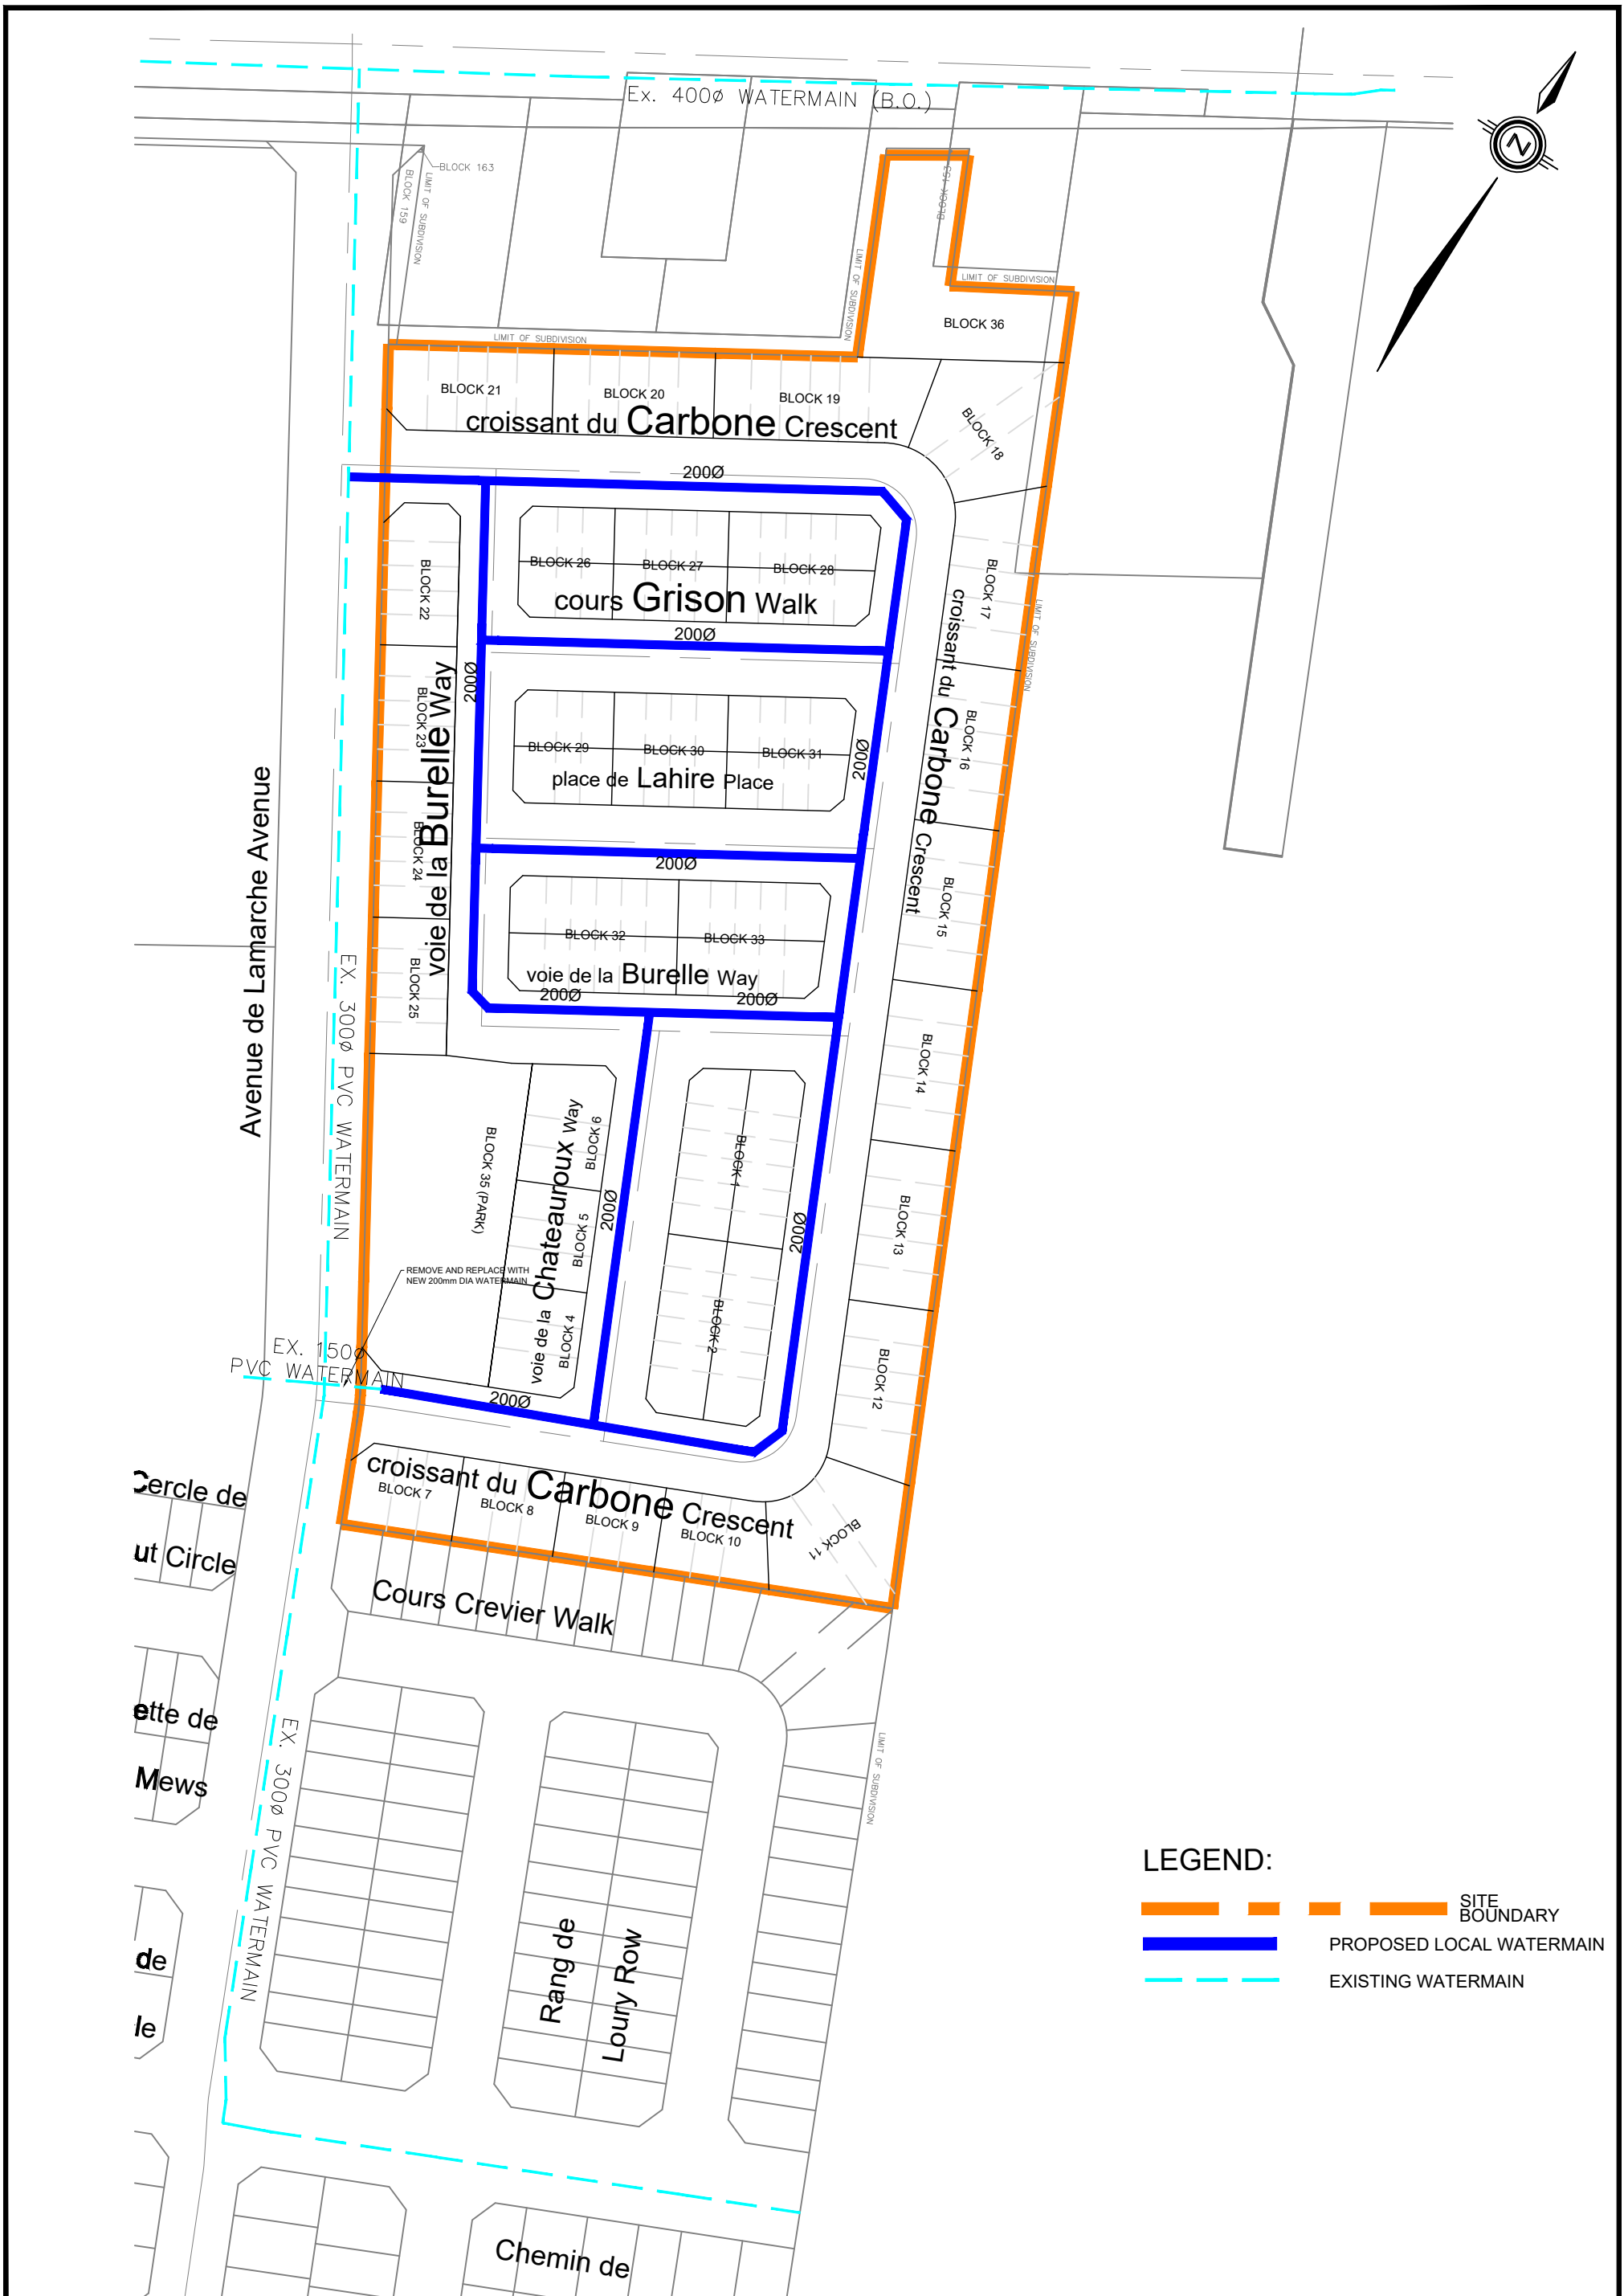 Ex. 400ø WATERMAIN (B.O.)
N
BLOCK 163
BLOCK 159
LIMIT OF SUBDIVISION
BLOCK 153
LIMIT OF SUBDIVISION
LIMIT OF SUBDIVISION
BLOCK 36
LIMIT OF SUBDIVISION
BLOCK 21
BLOCK 20
BLOCK 19
croissant du Carbone Crescent
BLOCK 18
200Ø
BLOCK 26
BLOCK 27
BLOCK 28
cours Grison Walk
200Ø
BLOCK 22
BLOCK 17
LIMIT OF SUBDIVISION
croissant du Carbone Crescent
200Ø
BLOCK 23
voie de la Burelle Way
BLOCK 16
BLOCK 29
BLOCK 30
BLOCK 31
place de Lahire Place
200Ø
BLOCK 24
200Ø
BLOCK 15
BLOCK 32
BLOCK 33
voie de la Burelle Way
200Ø
200Ø
BLOCK 25
Avenue de Lamarche Avenue
EX. 300ø PVC WATERMAIN
BLOCK 14
BLOCK 35 (PARK)
voie de la Chateauroux Way
BLOCK 6
BLOCK 5
BLOCK 4
200Ø
BLOCK 1
BLOCK 2
200Ø
BLOCK 13
BLOCK 12
REMOVE AND REPLACE WITH
NEW 200mm DIA WATERMAIN
EX. 150ø
PVC WATERMAIN
200Ø
croissant du Carbone Crescent
BLOCK 7
BLOCK 8
BLOCK 9
BLOCK 10
BLOCK 11
Cercle de
ut Circle
Cours Crevier Walk
ette de
Mews
EX. 300ø PVC WATERMAIN
LIMIT OF SUBDIVISION
Rang de
Loury Row
de
le
Chemin de
LEGEND:
SITE
BOUNDARY
PROPOSED LOCAL WATERMAIN
EXISTING WATERMAIN